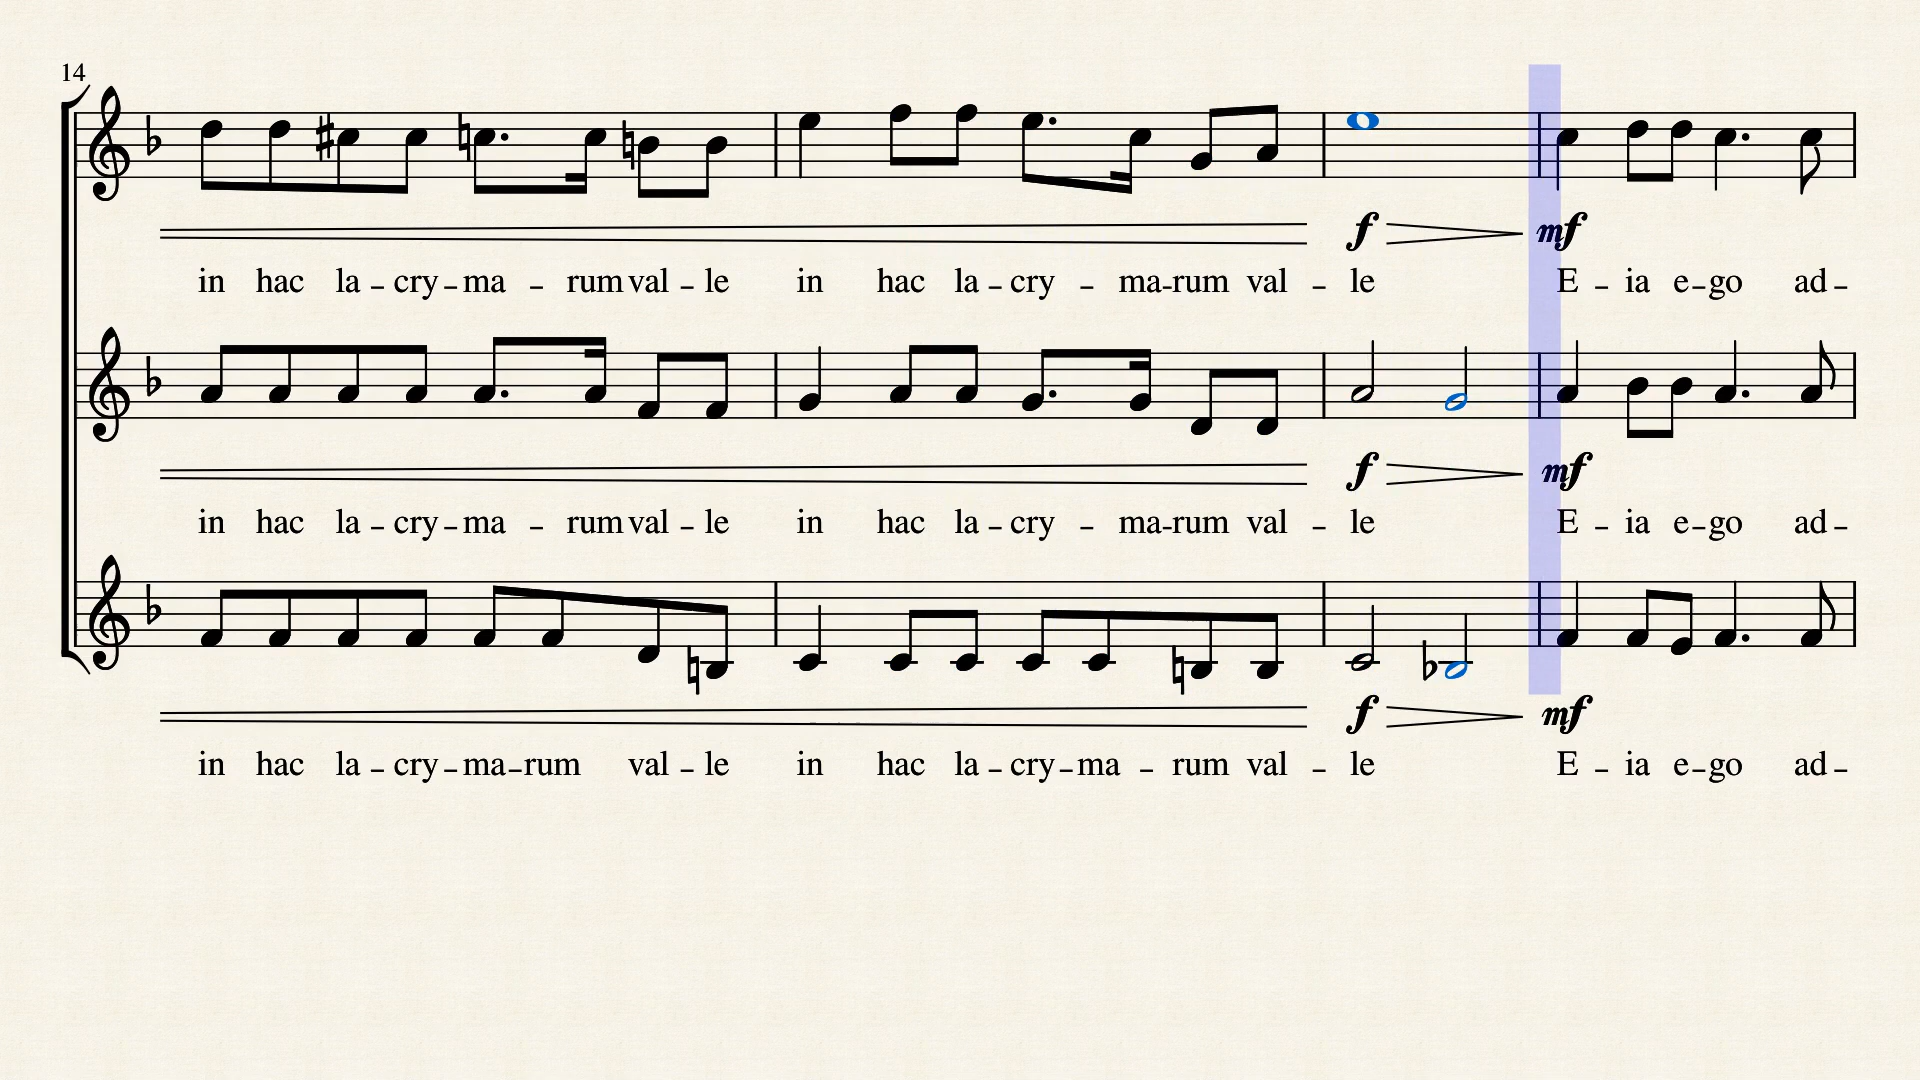 14
f mf
in hac la – cry – ma – rum val – le in hac la – cry – ma – rum val – le E – ia e – go ad –
f mf
in hac la – cry – ma – rum val – le in hac la – cry – ma – rum val – le E – ia e – go ad –
f mf
in hac la – cry – ma – rum val – le in hac la – cry – ma – rum val – le E – ia e – go ad –